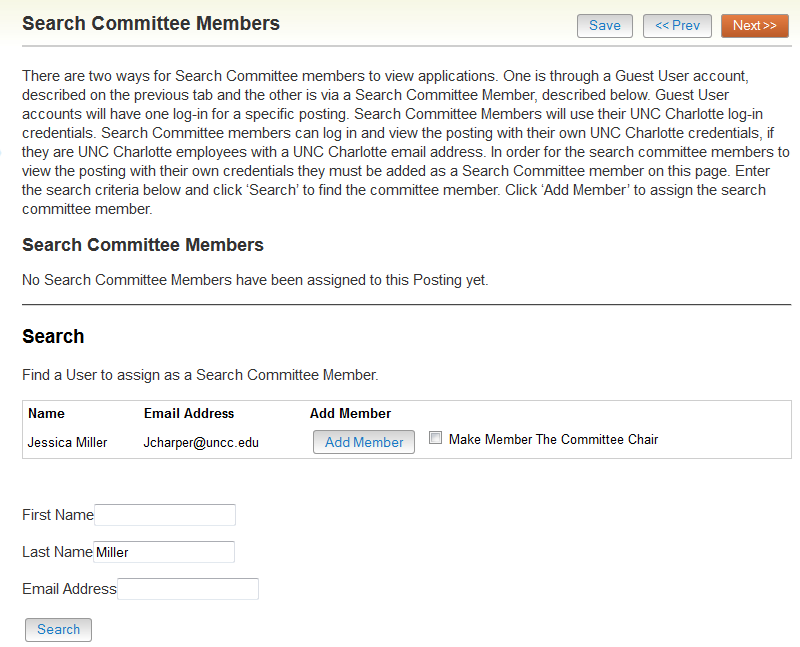 Search Committee Members
Save
<< Prev
Next >>
There are two ways for Search Committee members to view applications. One is through a Guest User account,
described on the previous tab and the other is via a Search Committee Member, described below. Guest User
accounts will have one log-in for a specific posting. Search Committee Members will use their UNC Charlotte log-in
credentials. Search Committee members can log in and view the posting with their own UNC Charlotte credentials, if
they are UNC Charlotte employees with a UNC Charlotte email address. In order for the search committee members to
view the posting with their own credentials they must be added as a Search Committee member on this page. Enter
the search criteria below and click ‘Search’ to find the committee member. Click ‘Add Member’ to assign the search
committee member.
Search Committee Members
No Search Committee Members have been assigned to this Posting yet.
Search
Find a User to assign as a Search Committee Member.
Name Email Address Add Member
Jessica Miller Jcharper@uncc.edu Add Member Make Member The Committee Chair
First Name
Last Name Miller
Email Address
Search